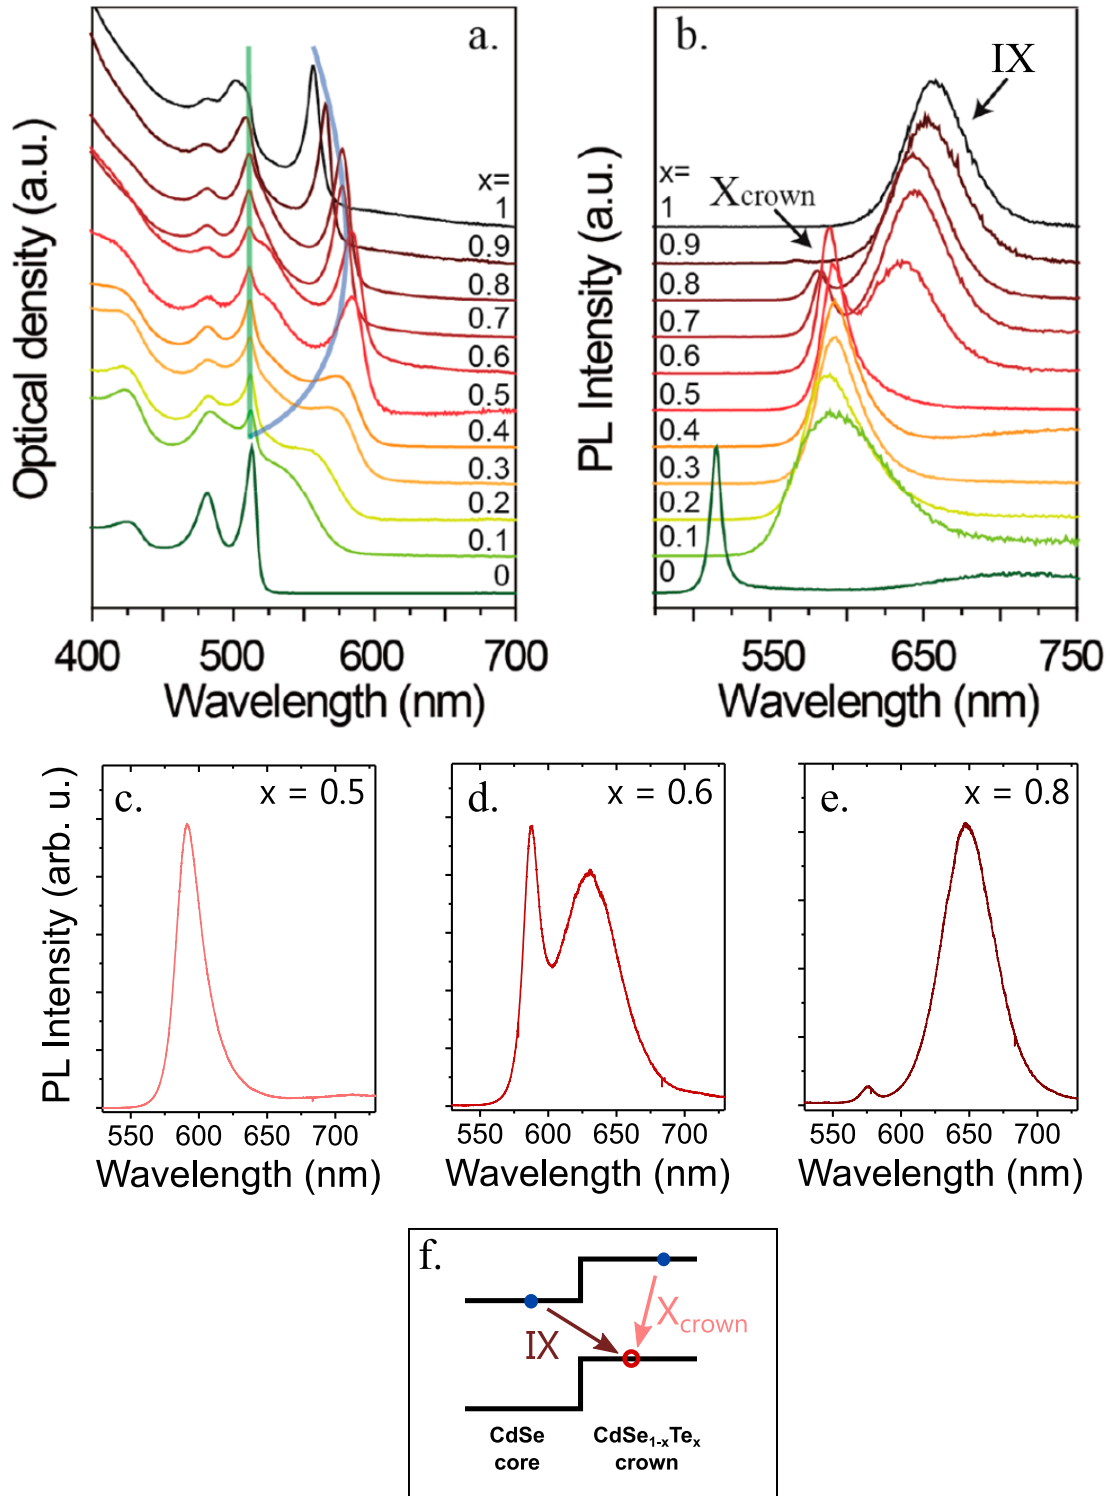 a.
Optical density (a.u.)
x=
1
0.9
0.8
0.7
0.6
0.5
0.4
0.3
0.2
0.1
0
400 500 600 700
Wavelength (nm)
b.
IX
Xcrown
PL Intensity (a.u.)
x=
1
0.9
0.8
0.7
0.6
0.5
0.4
0.3
0.2
0.1
0
550 650 750
Wavelength (nm)
c.
x = 0.5
PL Intensity (arb. u.)
550 600 650 700
Wavelength (nm)
d.
x = 0.6
550 600 650 700
Wavelength (nm)
e.
x = 0.8
550 600 650 700
Wavelength (nm)
f.
IX
Xcrown
CdSe
core
CdSe1-xTex
crown